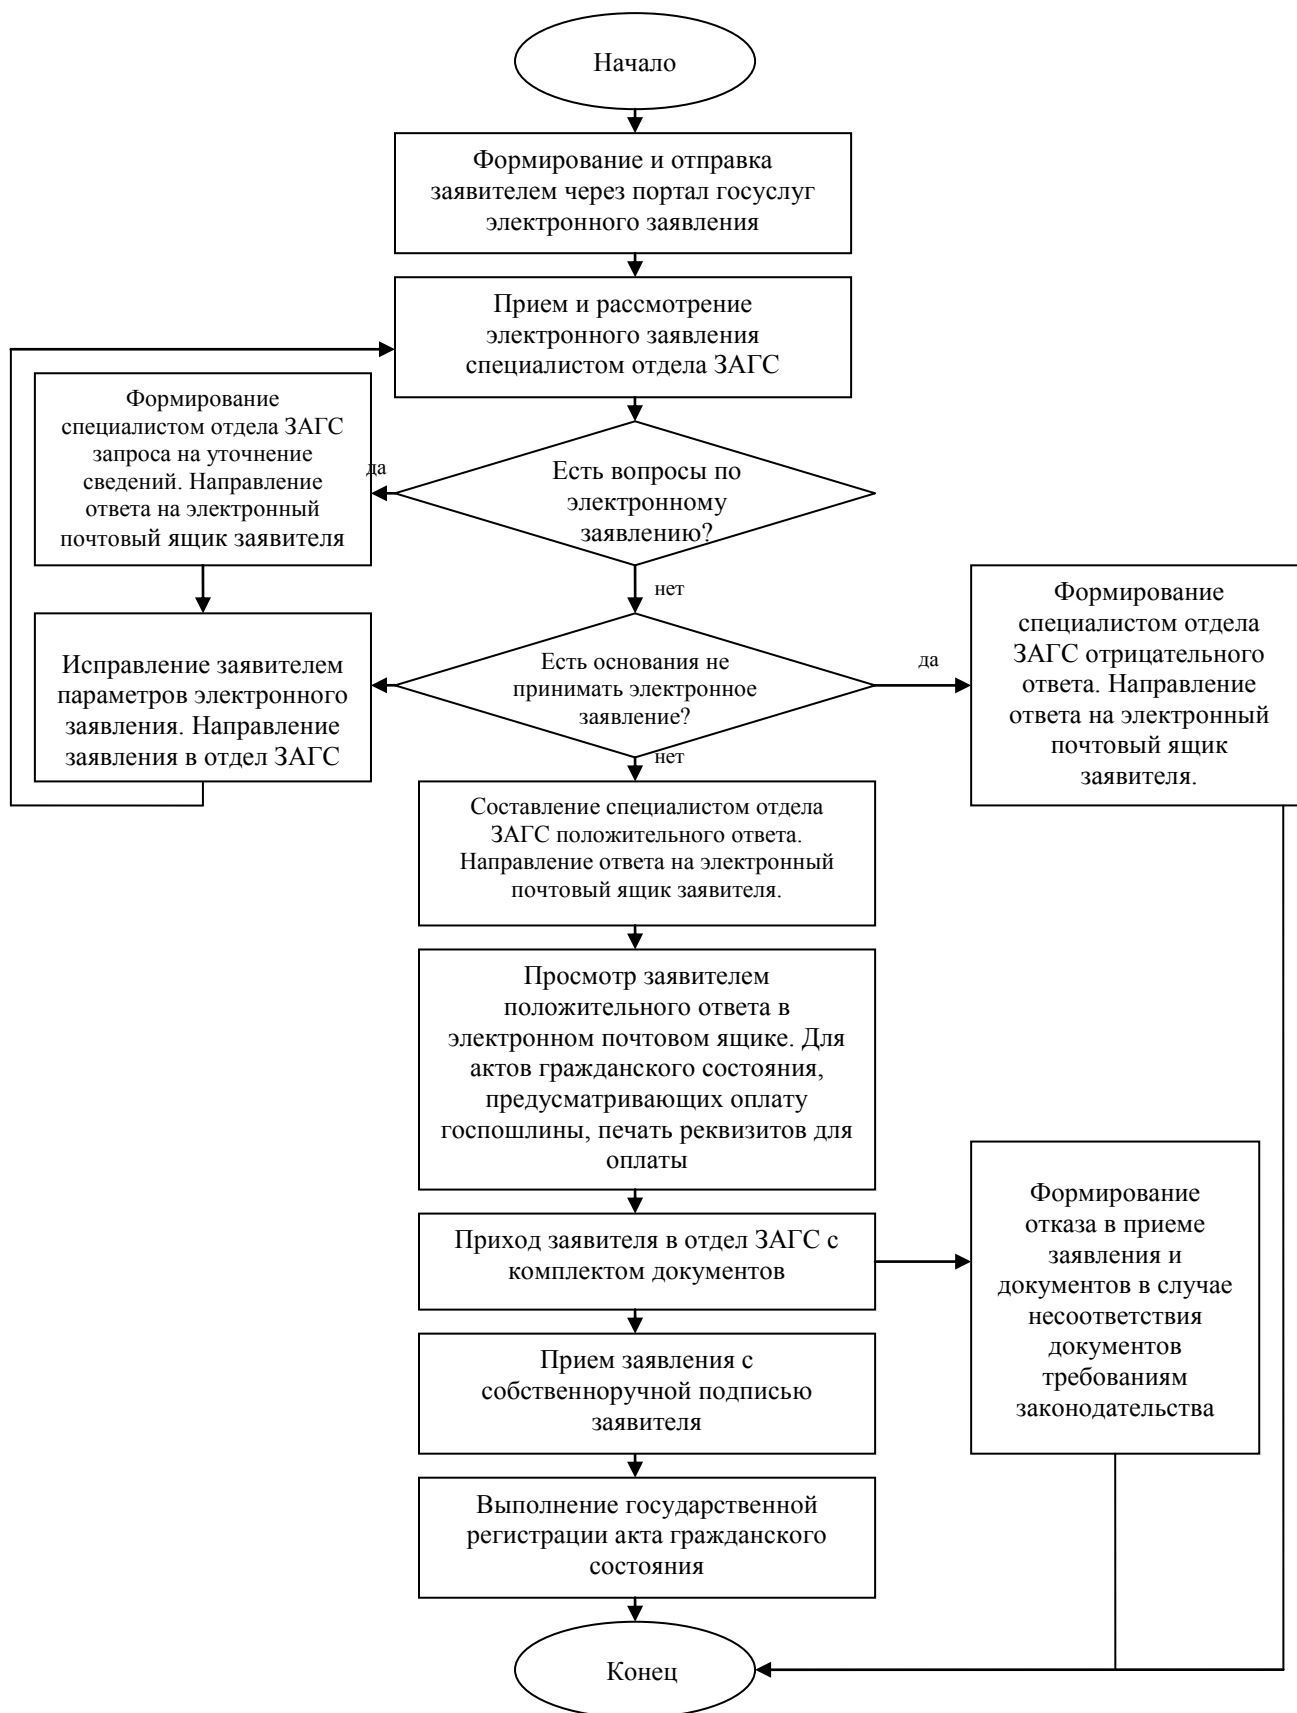 Начало
Формирование и отправка
заявителем через портал госуслуг
электронного заявления
Прием и рассмотрение
электронного заявления
специалистом отдела ЗАГС
Формирование
специалистом отдела ЗАГС
запроса на уточнение
сведений. Направление
ответа на электронный
почтовый ящик заявителя
да
Есть вопросы по
электронному
заявлению?
нет
Исправление заявителем
параметров электронного
заявления. Направление
заявления в отдел ЗАГС
Есть основания не
принимать электронное
заявление?
да
Формирование
специалистом отдела
ЗАГС отрицательного
ответа. Направление
ответа на электронный
почтовый ящик
заявителя.
нет
Составление специалистом отдела
ЗАГС положительного ответа.
Направление ответа на электронный
почтовый ящик заявителя.
Просмотр заявителем
положительного ответа в
электронном почтовом ящике. Для
актов гражданского состояния,
предусматривающих оплату
госпошлины, печать реквизитов для
оплаты
Приход заявителя в отдел ЗАГС с
комплектом документов
Формирование
отказа в приеме
заявления и
документов в случае
несоответствия
документов
требованиям
законодательства
Прием заявления с
собственноручной подписью
заявителя
Выполнение государственной
регистрации акта гражданского
состояния
Конец